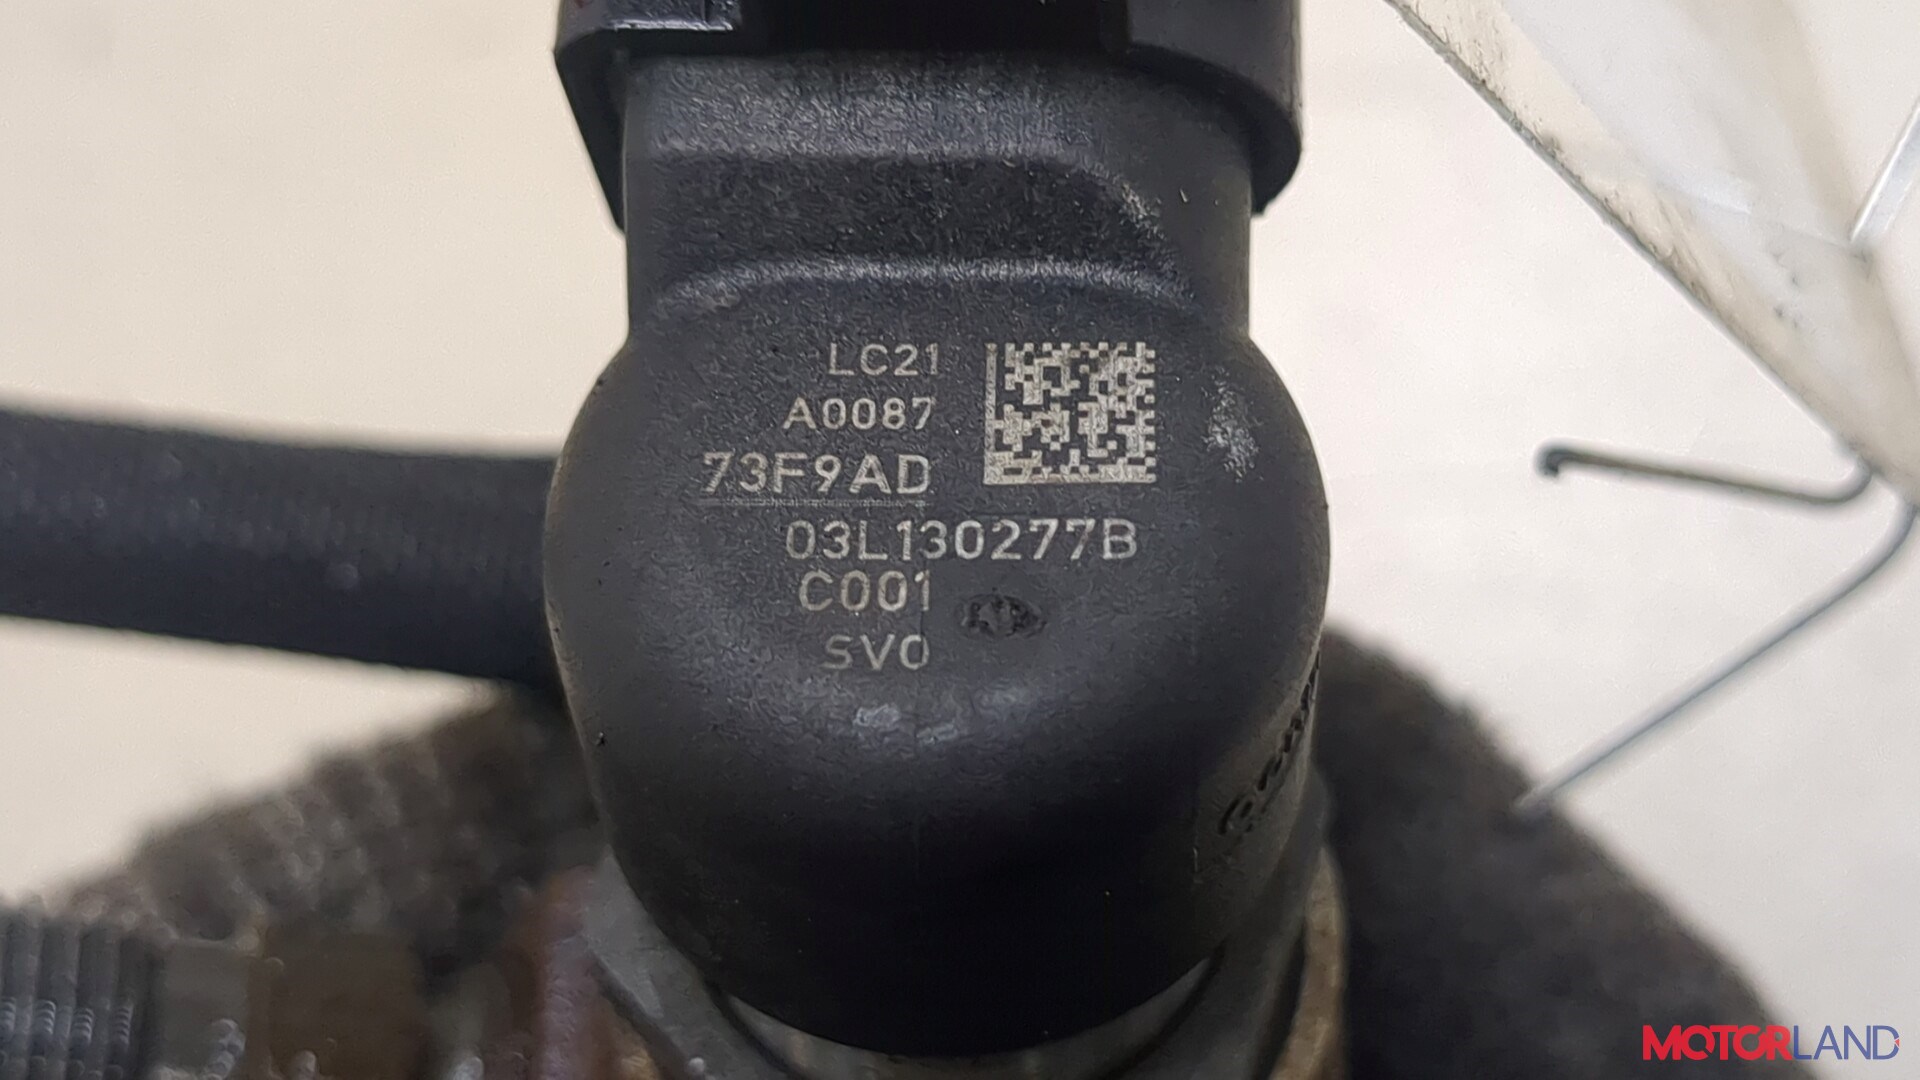 LC21
A0087
73F9AD
03L130277B
C001
SV0
MOTORLAND